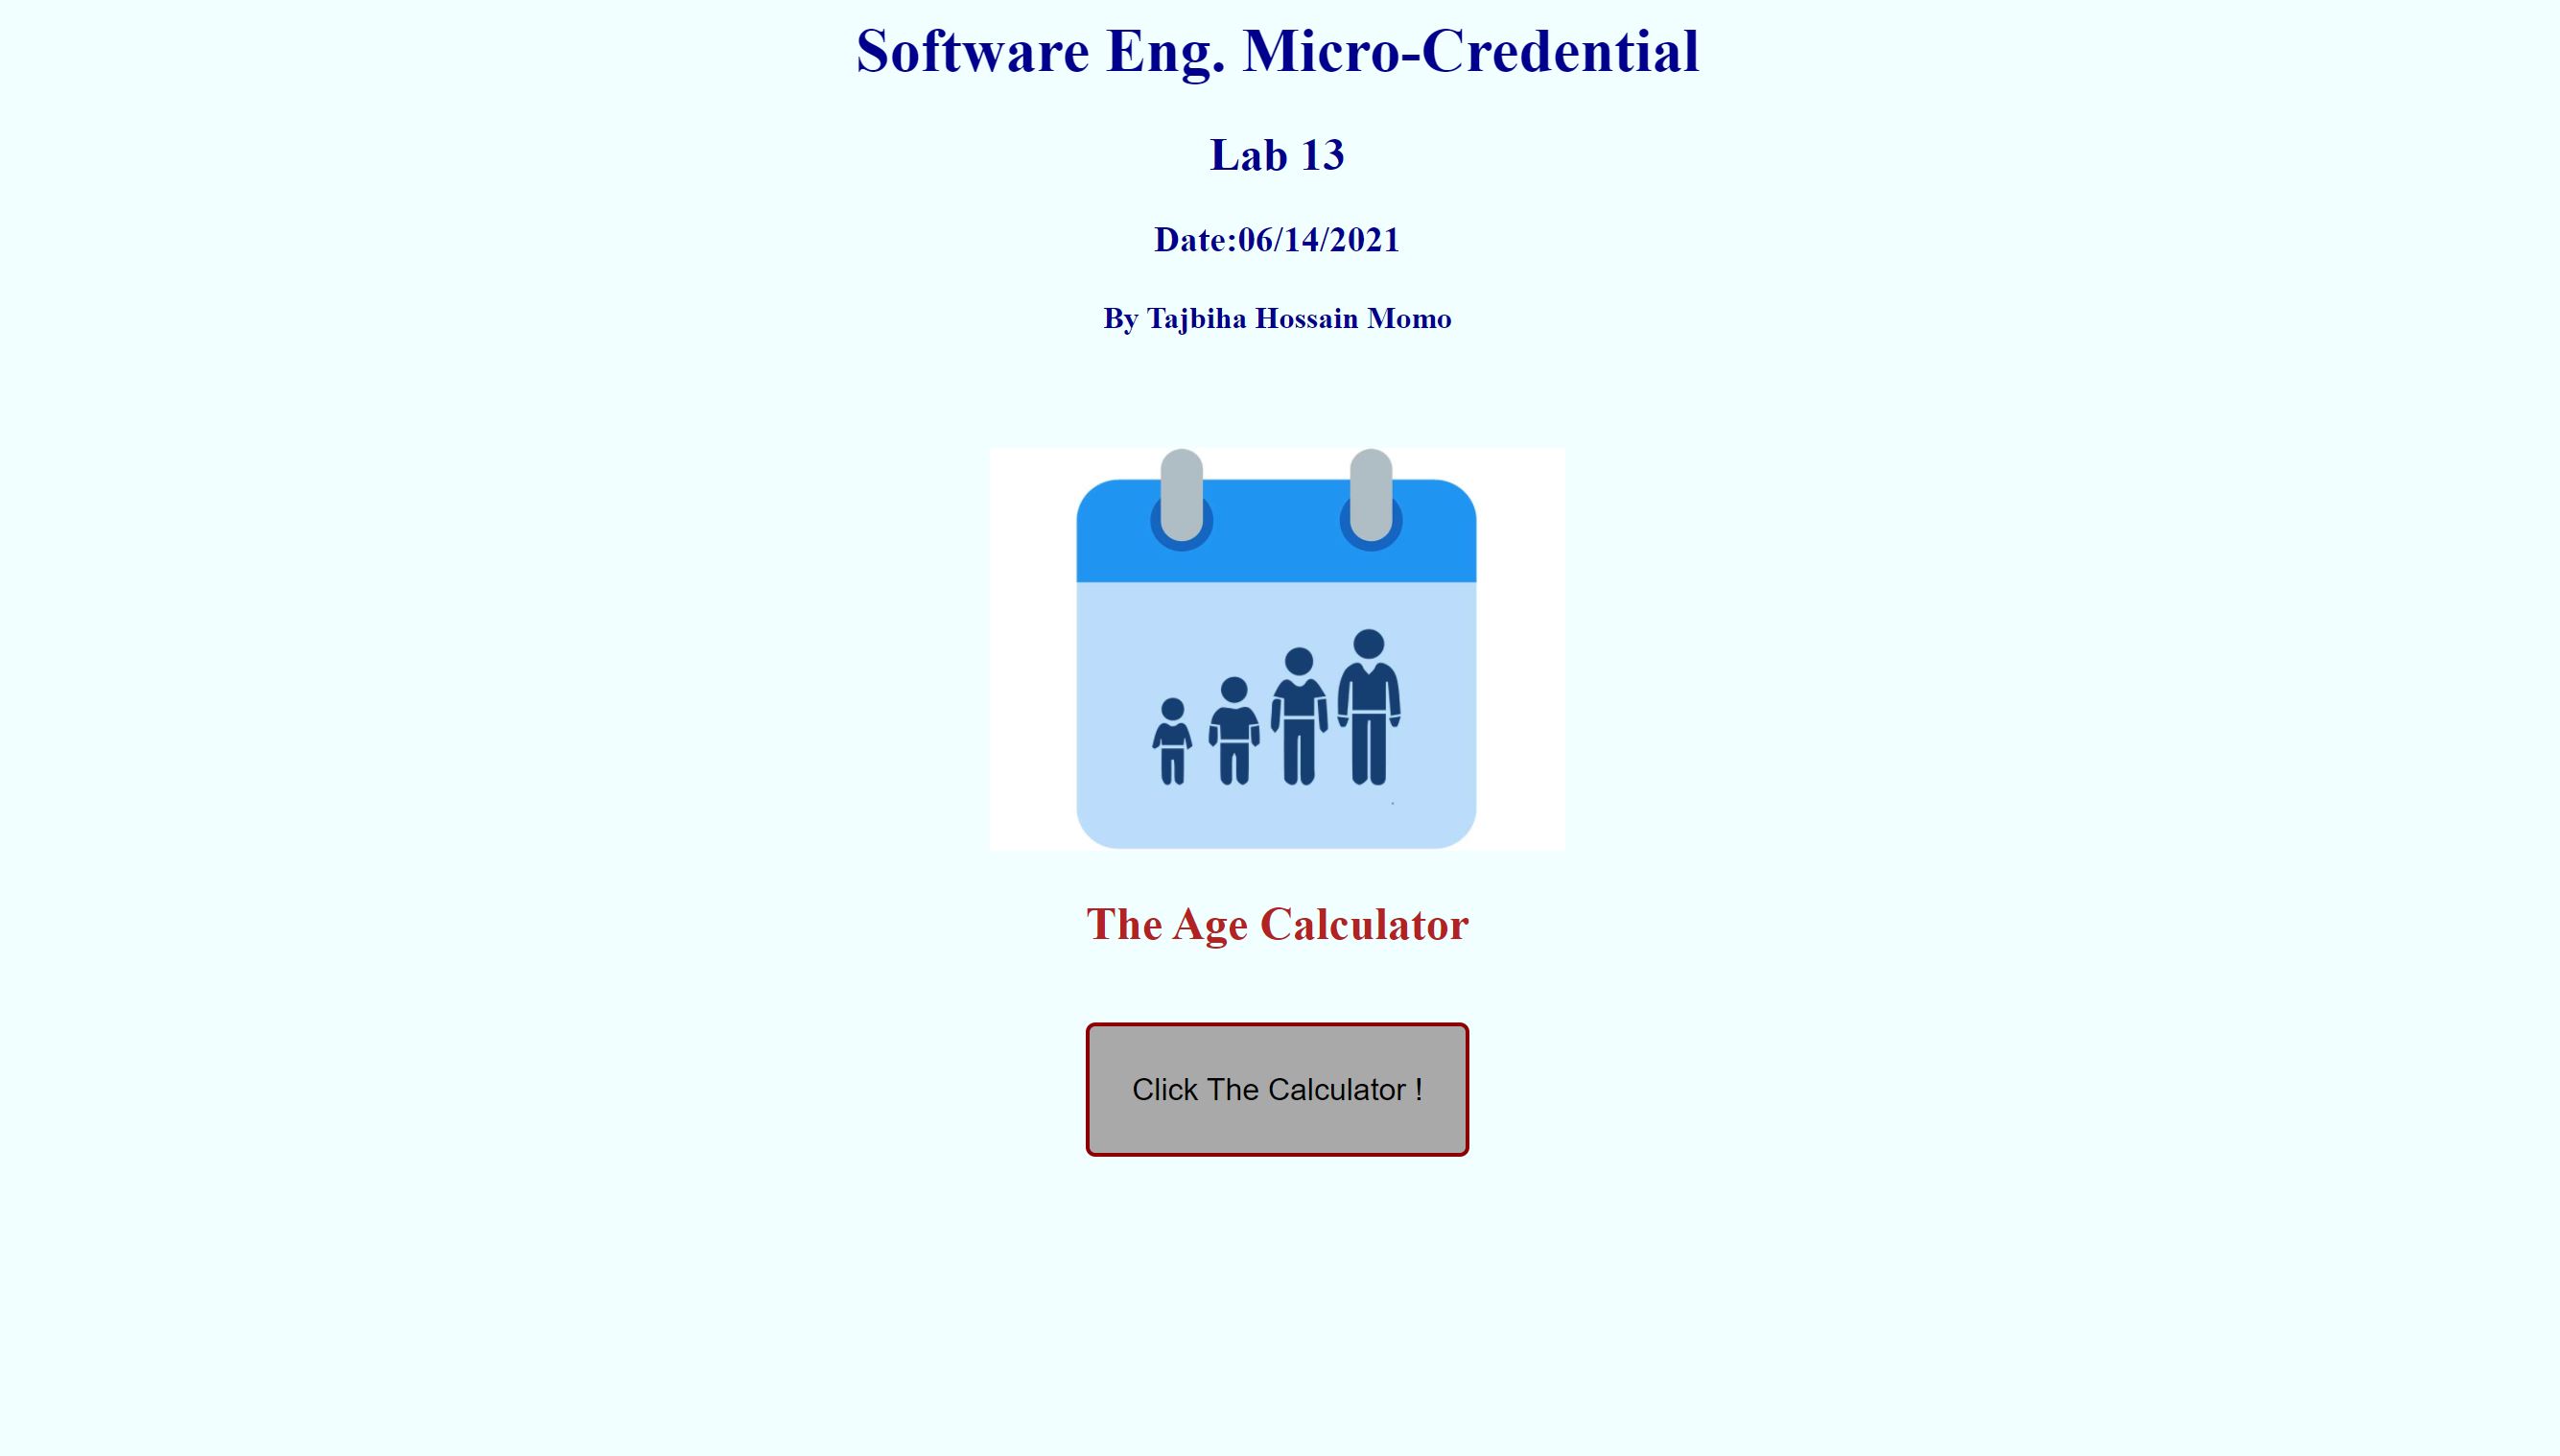 Software Eng. Micro-Credential
Lab 13
Date:06/14/2021
By Tajbiha Hossain Momo
The Age Calculator
Click The Calculator !